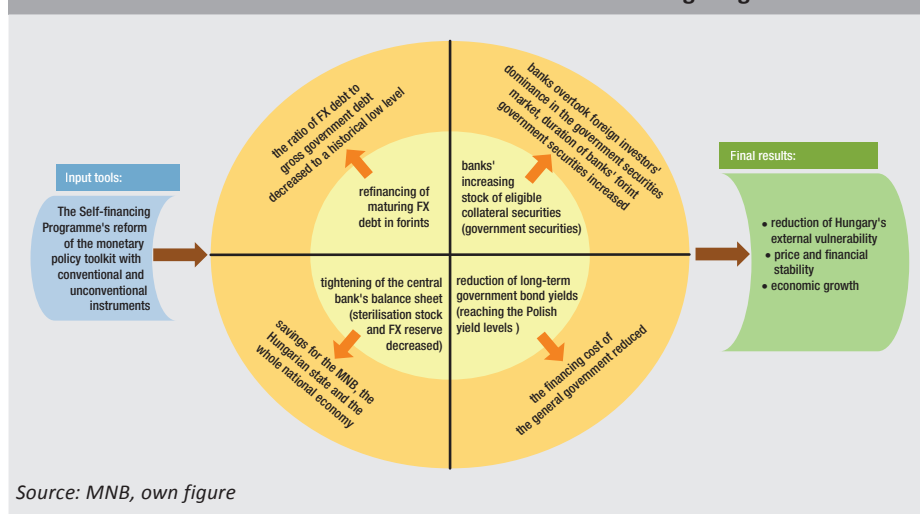 Input tools:
The Self-financing
Programme's reform
of the monetary
policy toolkit with
conventional and
unconventional
instruments
the ratio of FX debt to
gross government debt
decreased to a historical low level
refinancing of
maturing FX
debt in forints
banks overtook foreign investors'
dominance in the government securities
market, duration of banks' forint
government securities increased
banks'
increasing
stock of eligible
collateral securities
(government securities)
tightening of the central
bank's balance sheet
(sterilisation stock
and FX reserve
decreased)
savings for the MNB, the
Hungarian state and the
whole national economy
reduction of long-term
government bond yields
(reaching the Polish
yield levels )
the financing cost of
the general government reduced
Final results:
• reduction of Hungary's
external vulnerability
• price and financial
stability
• economic growth
Source: MNB, own figure